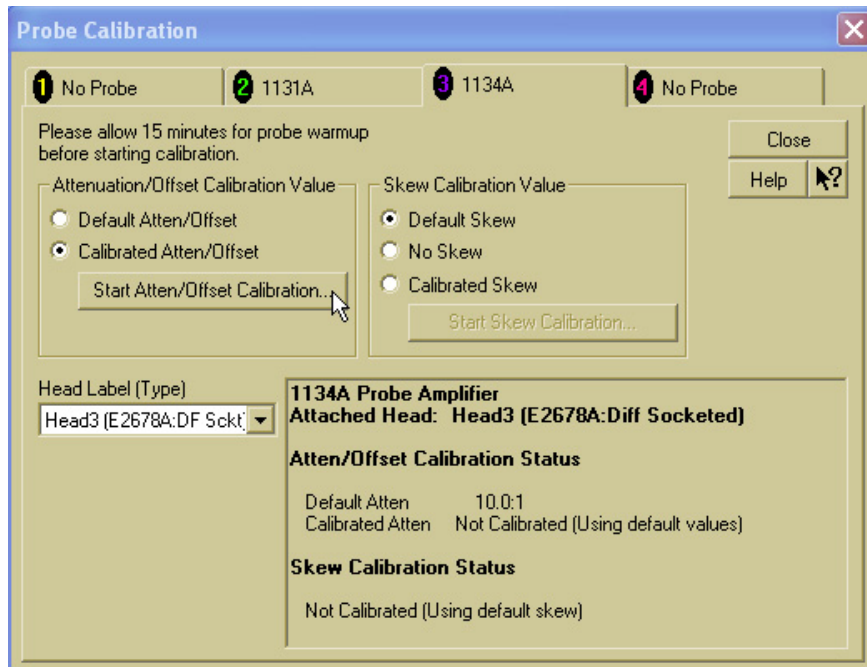 Probe Calibration
1 No Probe
2 1131A
3 1134A
4 No Probe
Please allow 15 minutes for probe warmup
before starting calibration.
Close
Help
?
Attenuation/Offset Calibration Value
Default Atten/Offset
Calibrated Atten/Offset
Start Atten/Offset Calibration...
Skew Calibration Value
Default Skew
No Skew
Calibrated Skew
Start Skew Calibration...
Head Label (Type)
Head3 (E2678A:DF Sckt)
1134A Probe Amplifier
Attached Head: Head3 (E2678A:Diff Socketed)
Atten/Offset Calibration Status
Default Atten 10.0:1
Calibrated Atten Not Calibrated (Using default values)
Skew Calibration Status
Not Calibrated (Using default skew)